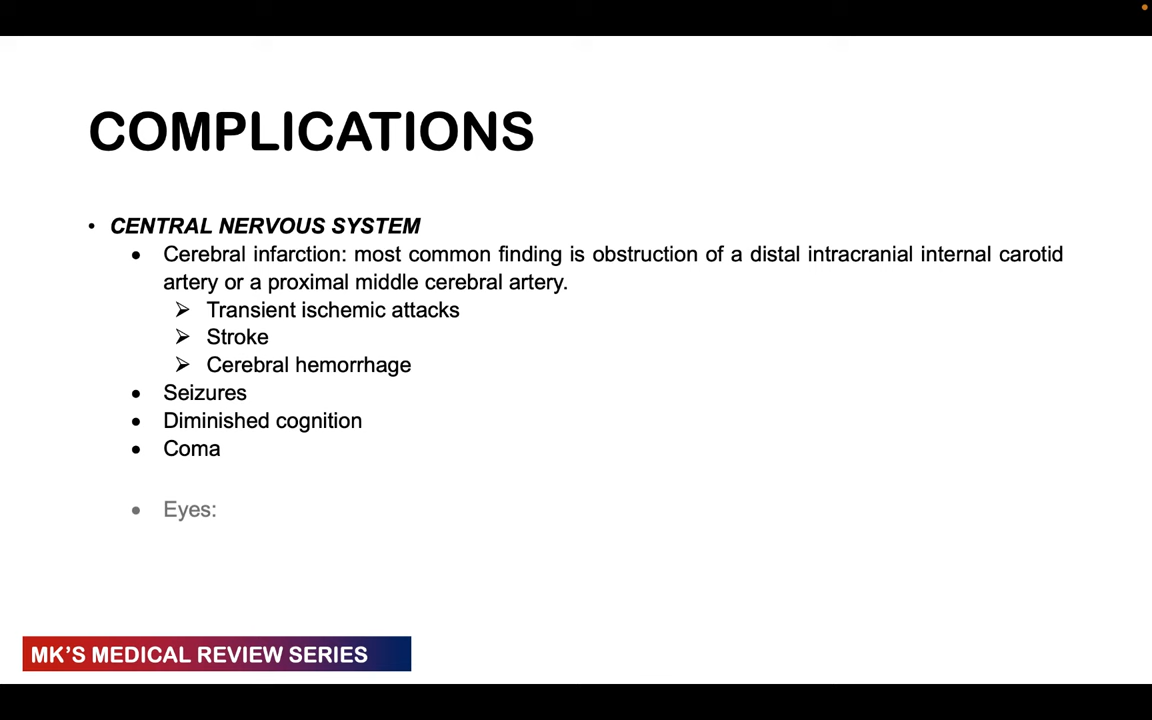 COMPLICATIONS
• CENTRAL NERVOUS SYSTEM
• Cerebral infarction: most common finding is obstruction of a distal intracranial internal carotid
artery or a proximal middle cerebral artery.
➢ Transient ischemic attacks
➢ Stroke
➢ Cerebral hemorrhage
• Seizures
• Diminished cognition
• Coma
• Eyes:
MK’S MEDICAL REVIEW SERIES